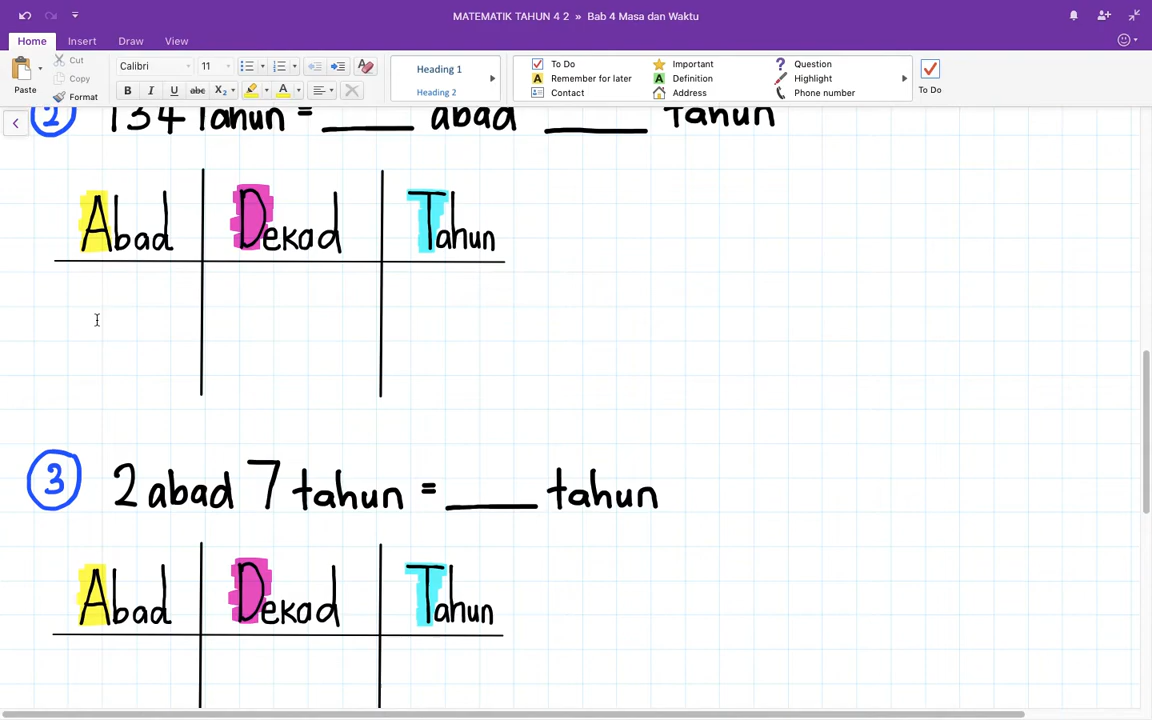 MATEMATIK TAHUN 4 2 » Bab 4 Masa dan Waktu
Home Insert Draw View
Paste
Cut
Copy
Format
Calibri 11
B I U abc X₂ A
Heading 1
Heading 2
To Do
Remember for later
Contact
Important
Definition
Address
Question
Highlight
Phone number
To Do
2 134 Tahun = ____ abad ____ tahun
Abad Dekad Tahun
3 2 abad 7 tahun = ____ tahun
Abad Dekad Tahun